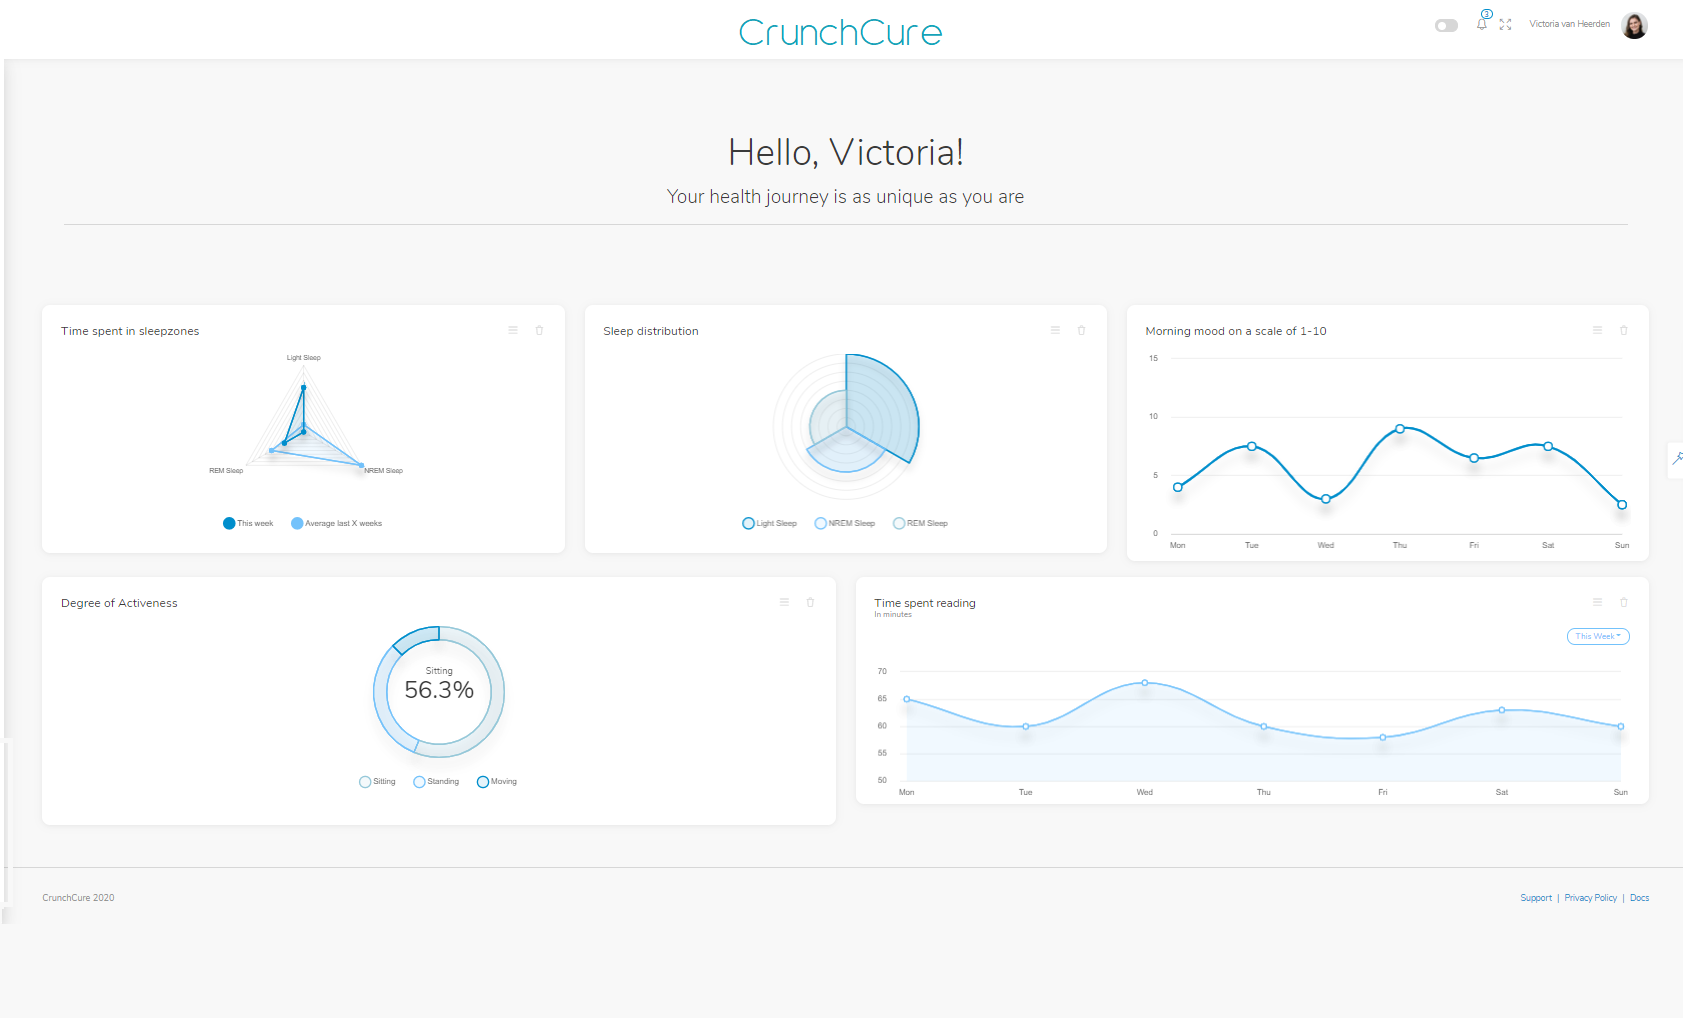 CrunchCure
3
Victoria van Heerden
Hello, Victoria!
Your health journey is as unique as you are
Time spent in sleepzones
Light Sleep
REM Sleep
NREM Sleep
This week
Average last X weeks
Sleep distribution
Light Sleep
NREM Sleep
REM Sleep
Morning mood on a scale of 1-10
15
10
5
0
Mon Tue Wed Thu Fri Sat Sun
Degree of Activeness
Sitting
56.3%
Sitting
Standing
Moving
Time spent reading
In minutes
This Week
70
65
60
55
50
Mon Tue Wed Thu Fri Sat Sun
CrunchCure 2020
Support | Privacy Policy | Docs